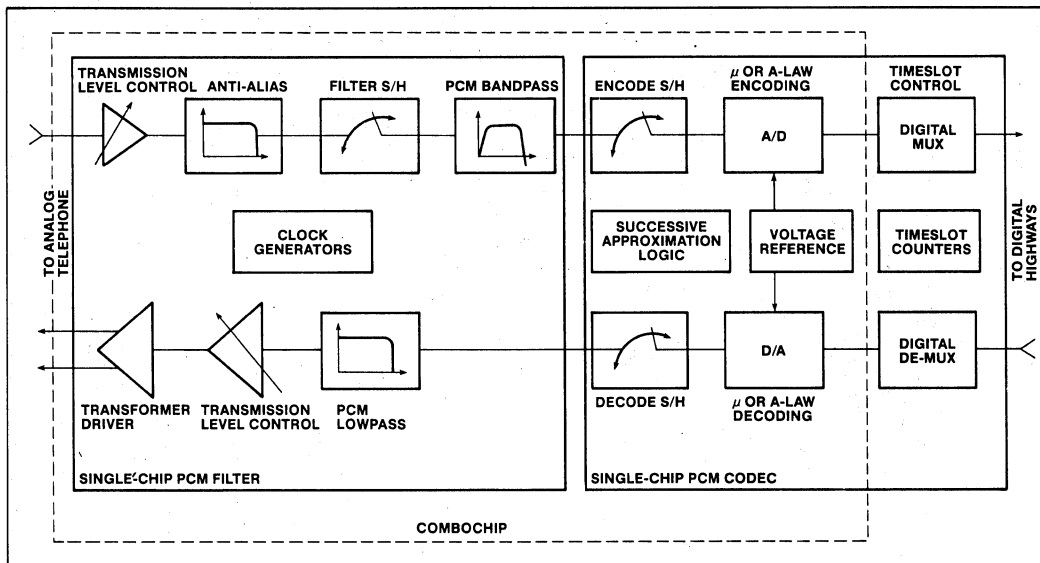 TRANSMISSION
LEVEL CONTROL
ANTI-ALIAS
FILTER S/H
PCM BANDPASS
ENCODE S/H
μ OR A-LAW
ENCODING
TIMESLOT
CONTROL
A/D
DIGITAL
MUX
TO ANALOG
TELEPHONE
CLOCK
GENERATORS
SUCCESSIVE
APPROXIMATION
LOGIC
VOLTAGE
REFERENCE
TIMESLOT
COUNTERS
TO DIGITAL
HIGHWAYS
D/A
DIGITAL
DE-MUX
TRANSFORMER
DRIVER
TRANSMISSION
LEVEL CONTROL
PCM
LOWPASS
DECODE S/H
μ OR A-LAW
DECODING
SINGLE-CHIP PCM FILTER
SINGLE-CHIP PCM CODEC
COMBOCHIP